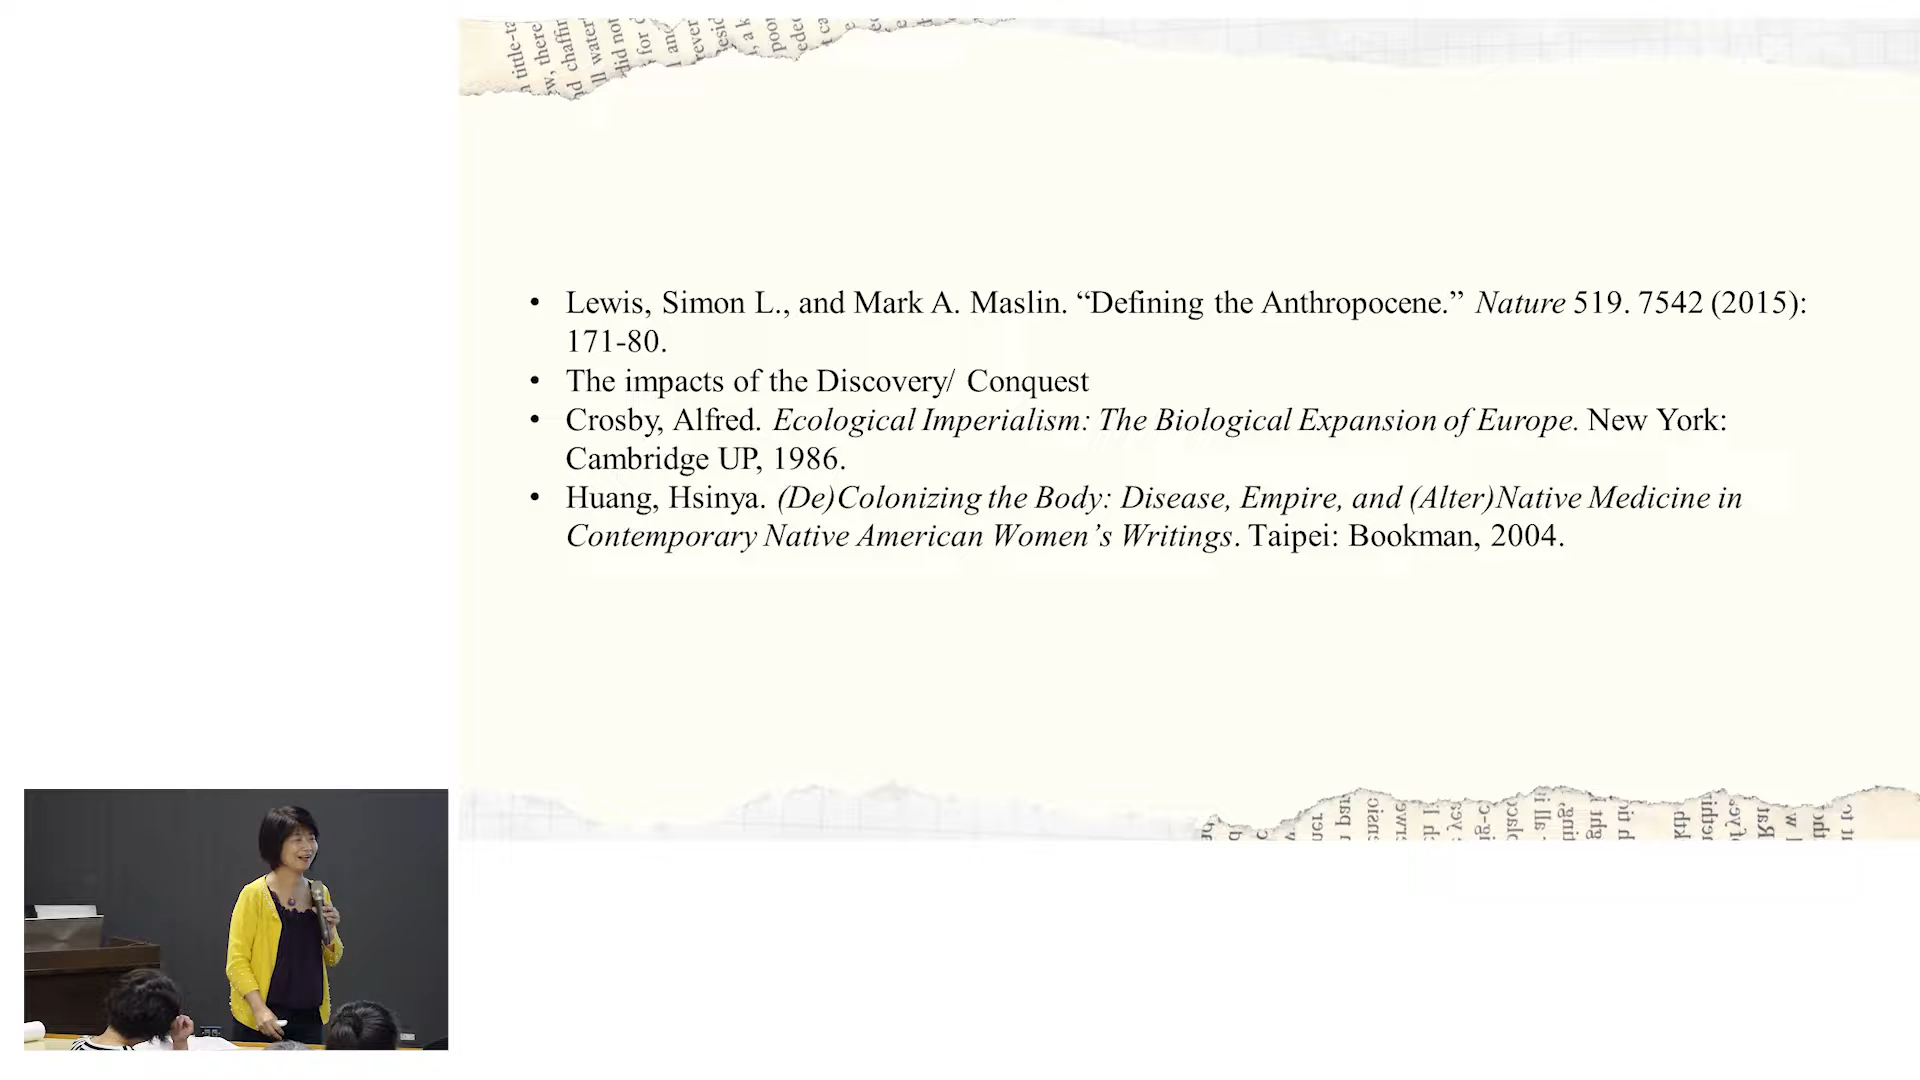 • Lewis, Simon L., and Mark A. Maslin. “Defining the Anthropocene.” Nature 519. 7542 (2015):
171-80.
• The impacts of the Discovery/ Conquest
• Crosby, Alfred. Ecological Imperialism: The Biological Expansion of Europe. New York:
Cambridge UP, 1986.
• Huang, Hsinya. (De)Colonizing the Body: Disease, Empire, and (Alter)Native Medicine in
Contemporary Native American Women’s Writings. Taipei: Bookman, 2004.